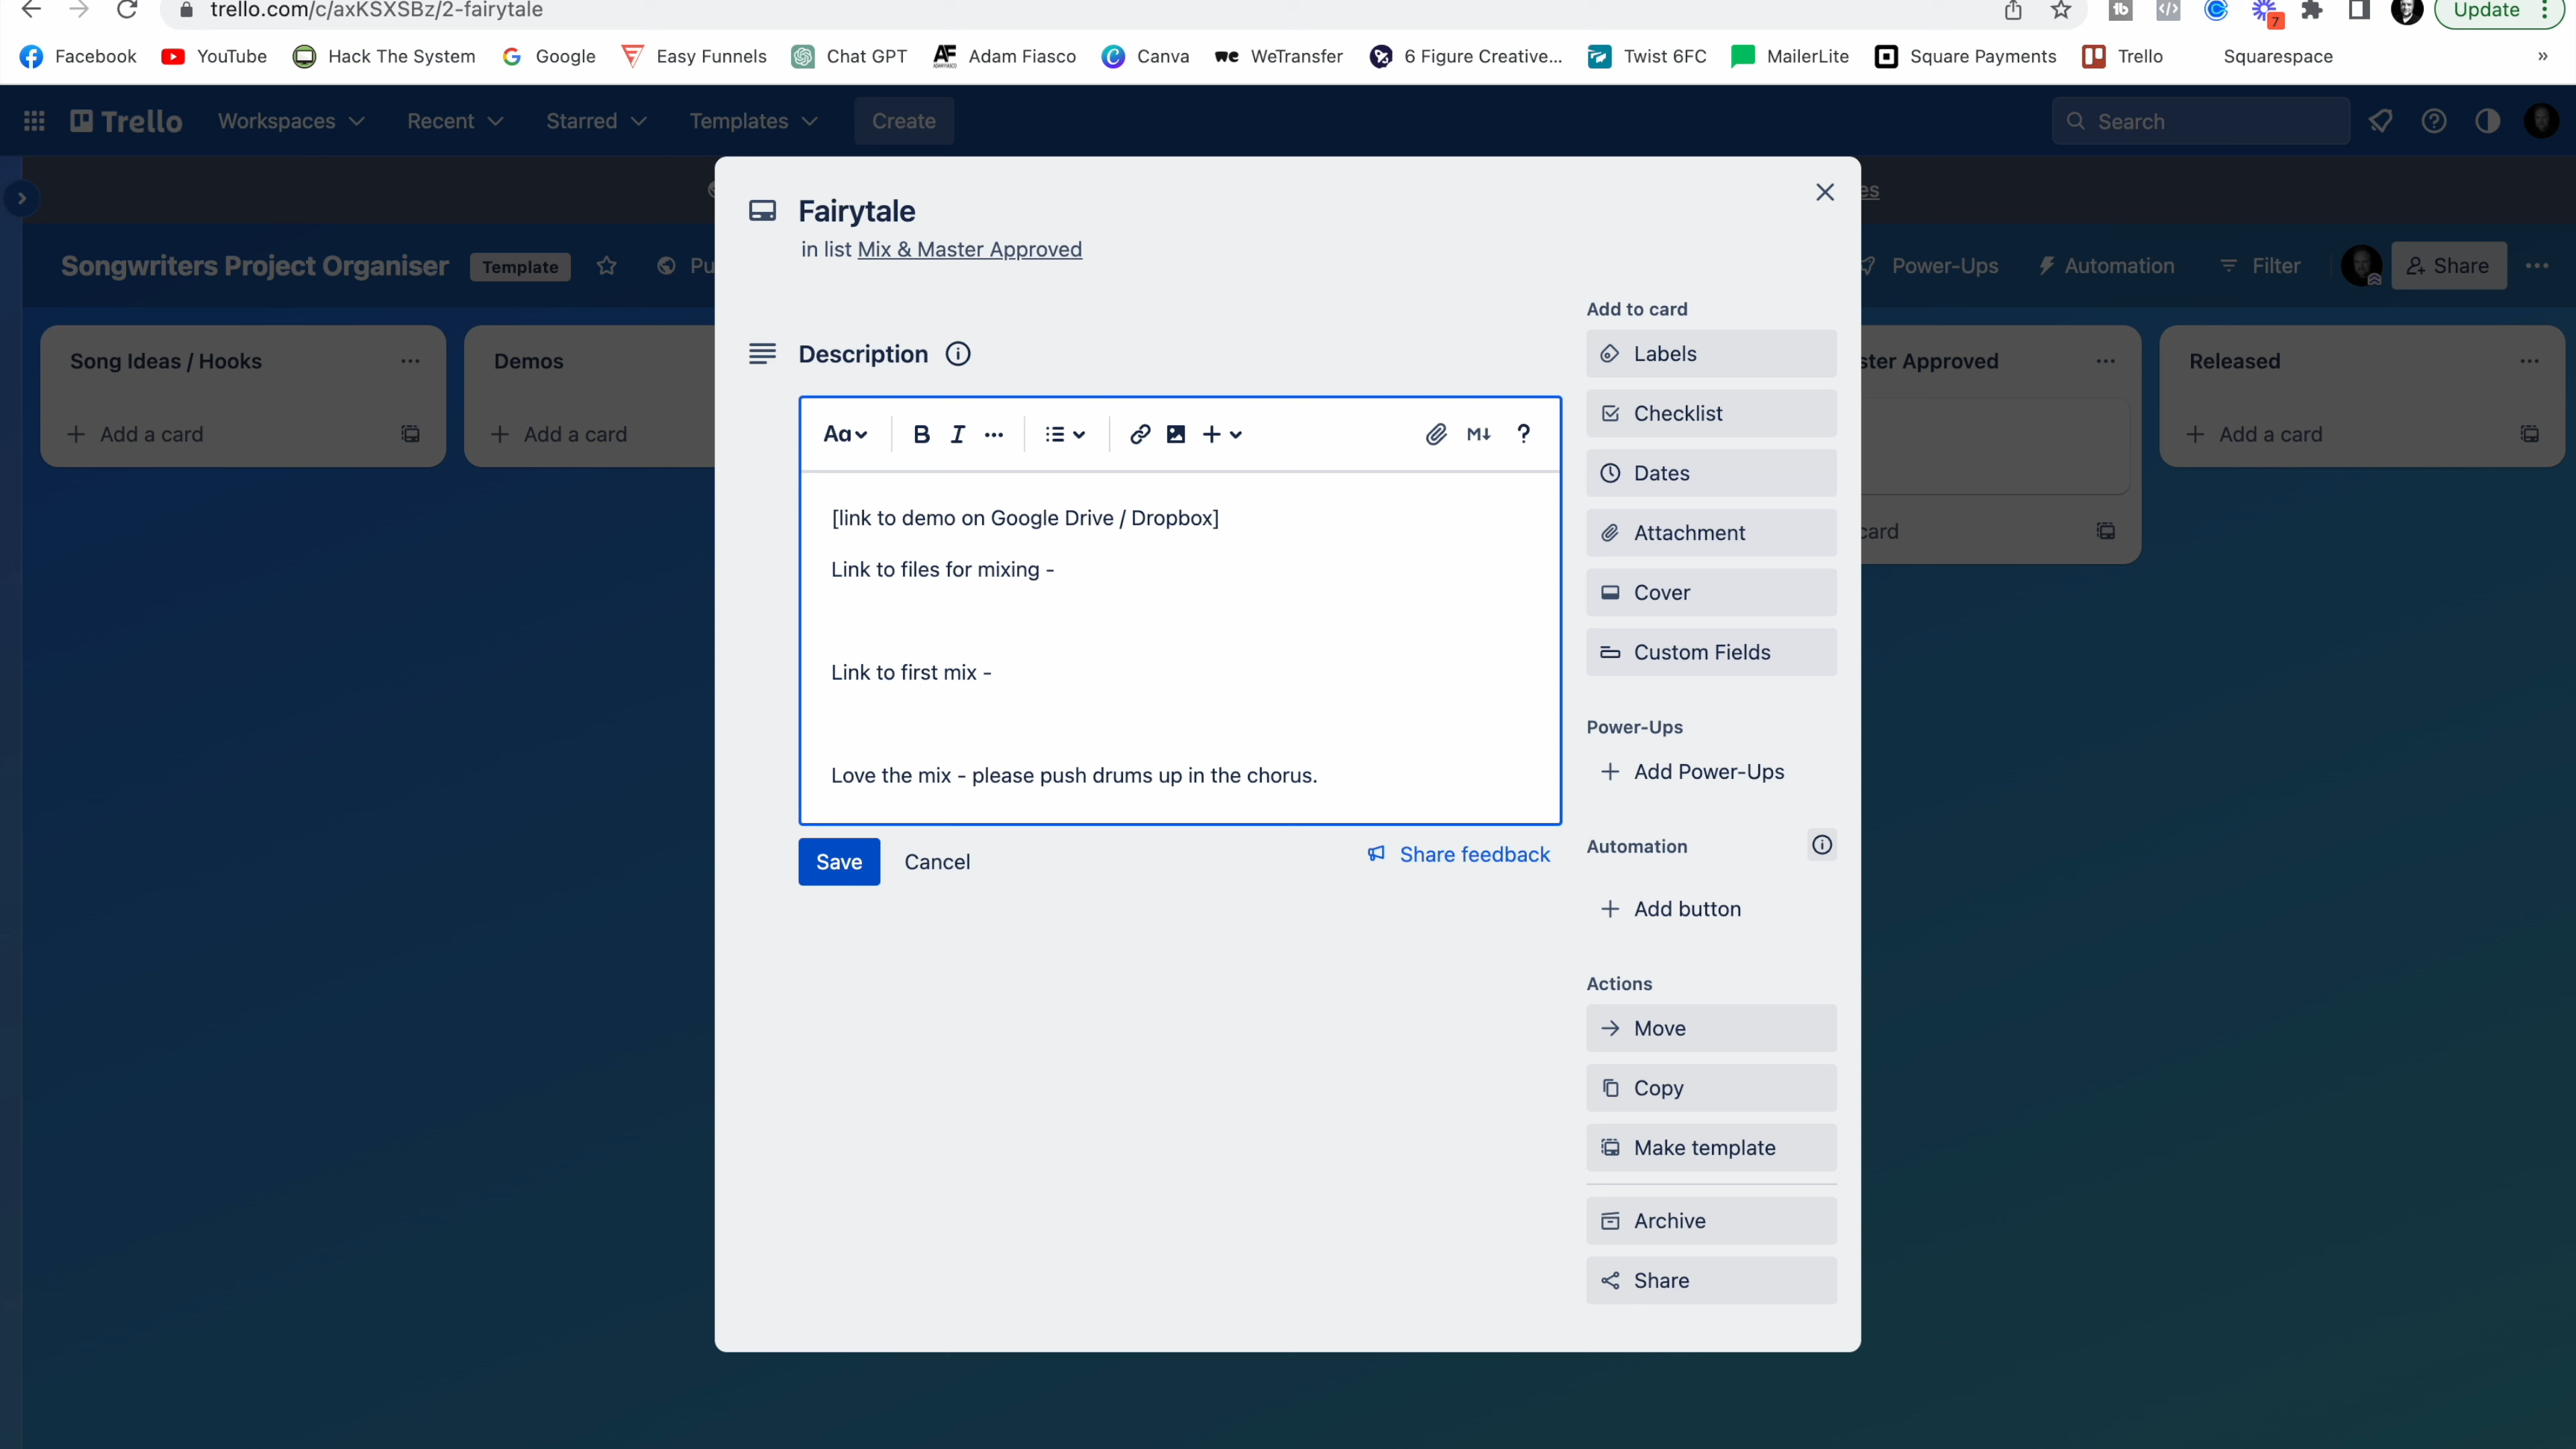 trello.com/c/axKSXSBz/2-fairytale
Update
7
Facebook YouTube Hack The System Google Easy Funnels Chat GPT Adam Fiasco Canva WeTransfer 6 Figure Creative... Twist 6FC MailerLite Square Payments Trello Squarespace »
Trello Workspaces Recent Starred Templates Create Search
Fairytale
in list Mix & Master Approved
es
Songwriters Project Organiser Template Pu Power-Ups Automation Filter Share
Add to card
Description
Labels
Song Ideas / Hooks
Demos
ster Approved
Released
Checklist
Aa B I M↓ ?
Add a card
Add a card
Add a card
Dates
[link to demo on Google Drive / Dropbox]
Attachment
card
Link to files for mixing -
Cover
Custom Fields
Link to first mix -
Power-Ups
Add Power-Ups
Love the mix - please push drums up in the chorus.
Save Cancel Share feedback
Automation
Add button
Actions
Move
Copy
Make template
Archive
Share